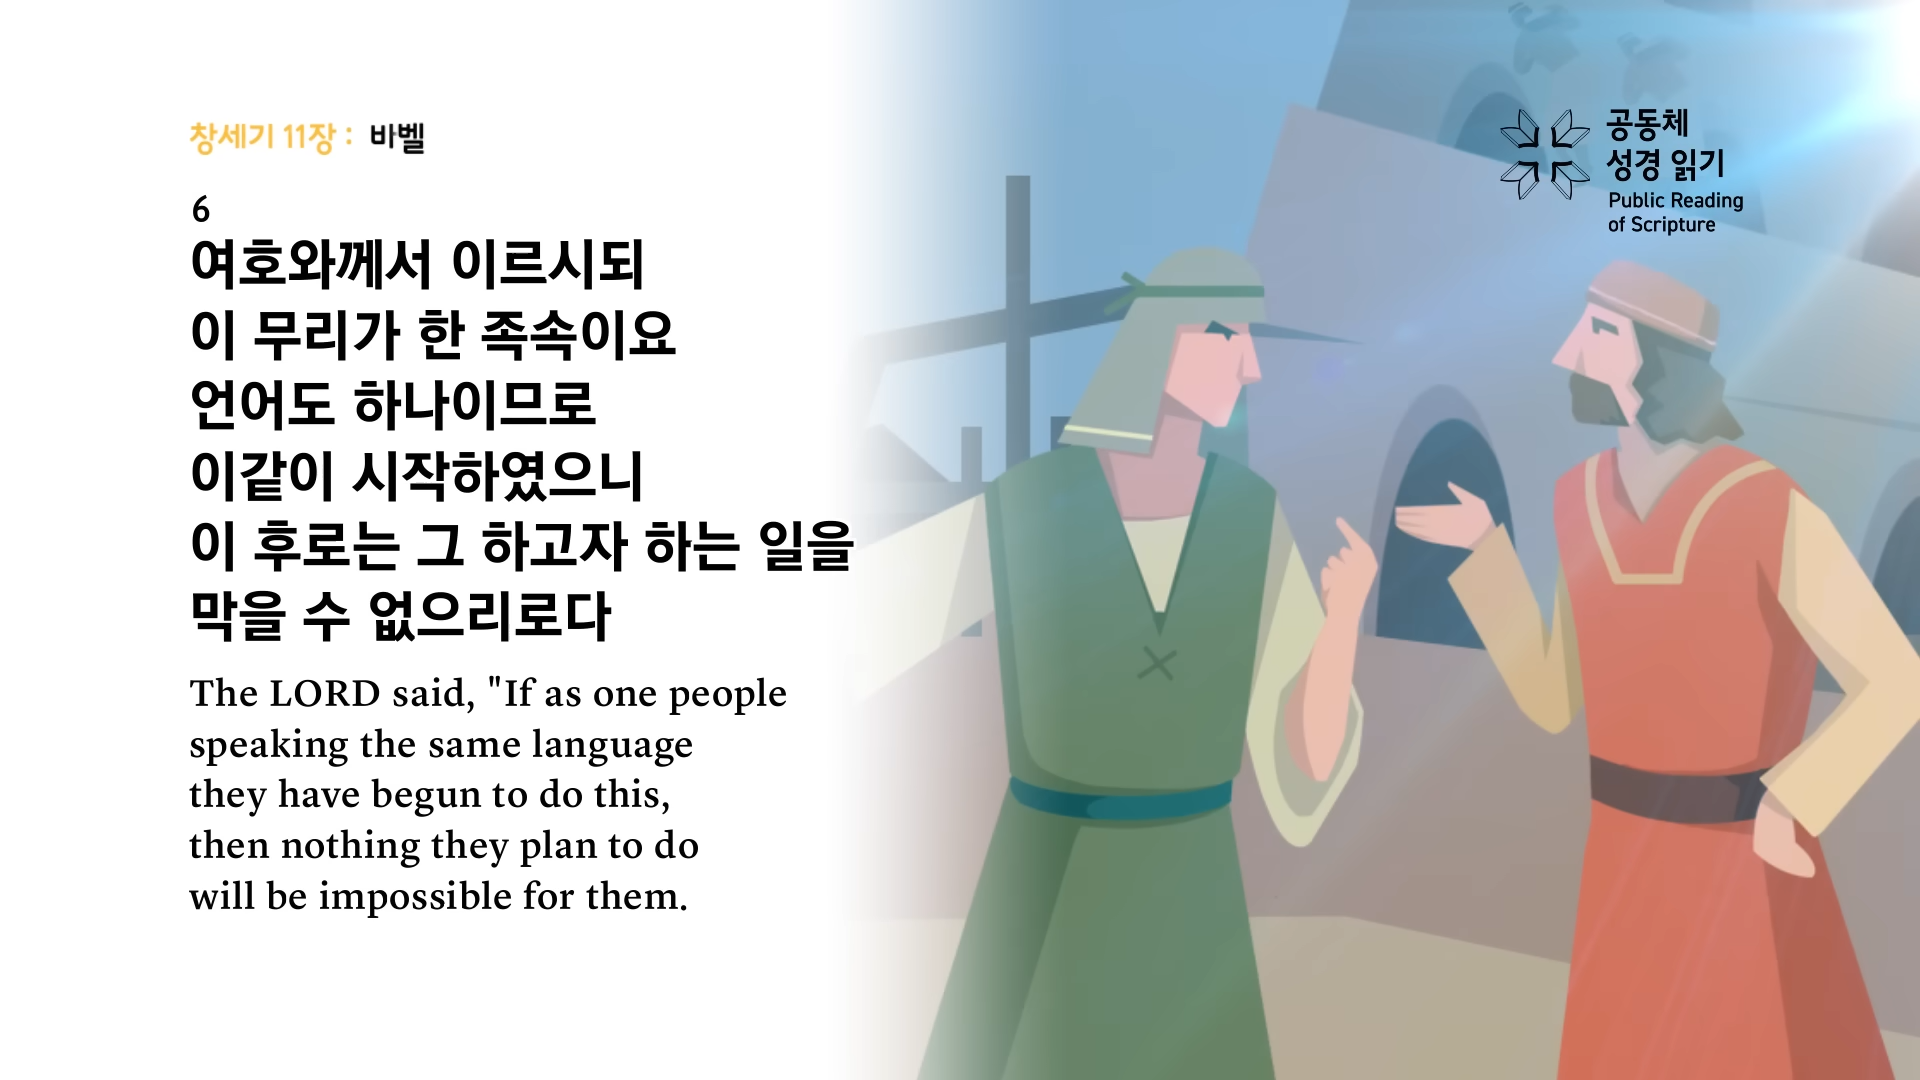 창세기 11장 : 바벨
6
여호와께서 이르시되
이 무리가 한 족속이요
언어도 하나이므로
이같이 시작하였으니
이 후로는 그 하고자 하는 일을
막을 수 없으리로다
The LORD said, "If as one people
speaking the same language
they have begun to do this,
then nothing they plan to do
will be impossible for them.
공동체
성경 읽기
Public Reading
of Scripture